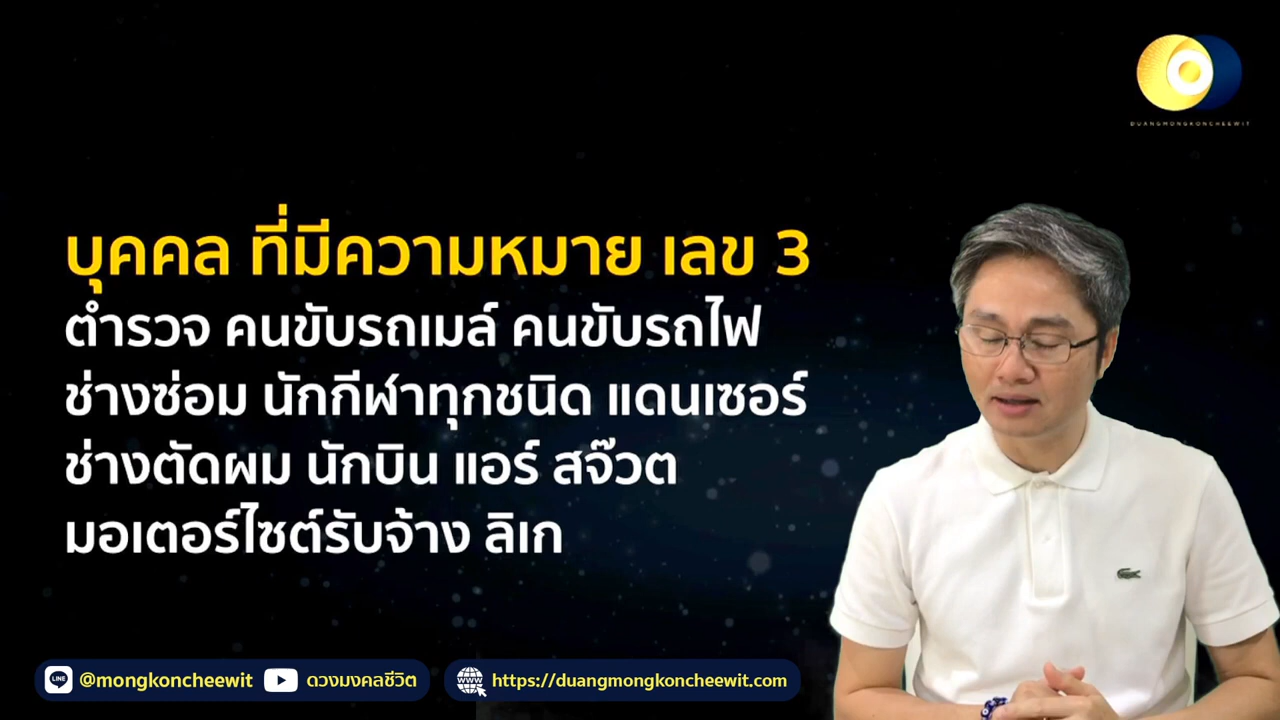 DUANGMONGKONCHEEWIT
บุคคล ที่มีความหมาย เลข 3
ตำรวจ คนขับรถเมล์ คนขับรถไฟ
ช่างซ่อม นักกีฬาทุกชนิด แดนเซอร์
ช่างตัดผม นักบิน แอร์ สจ๊วต
มอเตอร์ไซต์รับจ้าง ลิเก
LINE @mongkoncheewit ดวงมงคลชีวิต https://duangmongkoncheewit.com